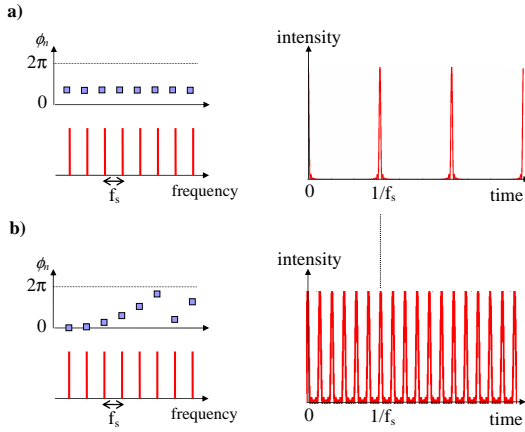 a)
ϕn
2π
0
frequency
fs
intensity
0
1/fs
time
b)
ϕn
2π
0
frequency
fs
intensity
0
1/fs
time